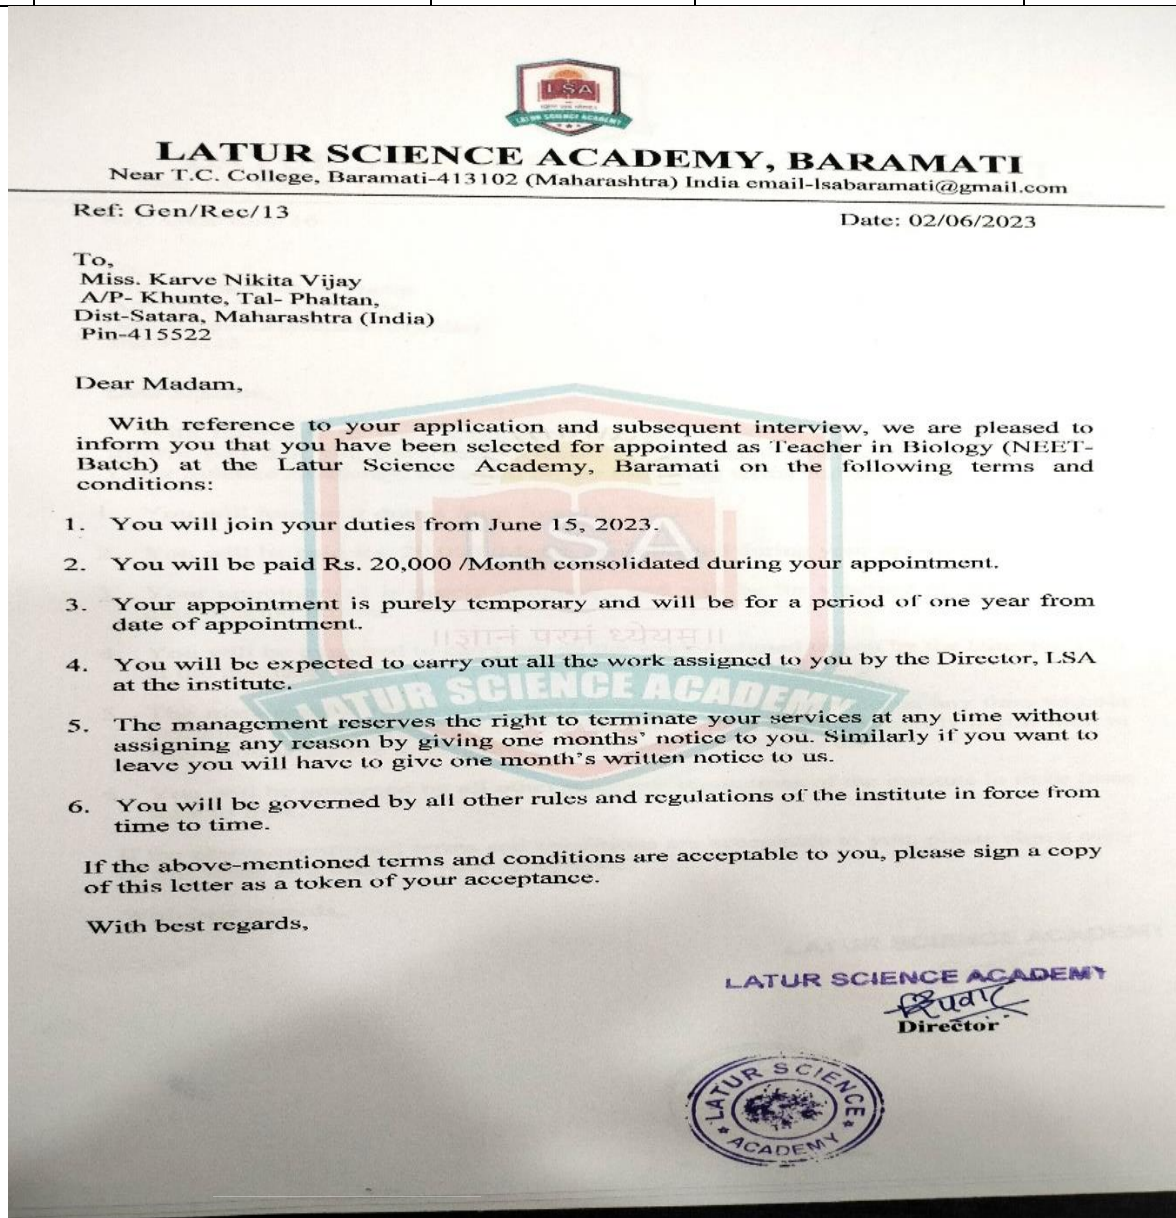 LSA
LATUR SCIENCE ACADEMY
LATUR SCIENCE ACADEMY, BARAMATI
Near T.C. College, Baramati-413102 (Maharashtra) India email-lsabaramati@gmail.com
Ref: Gen/Rec/13
Date: 02/06/2023
To,
Miss. Karve Nikita Vijay
A/P- Khunte, Tal- Phaltan,
Dist-Satara, Maharashtra (India)
Pin-415522
Dear Madam,
With reference to your application and subsequent interview, we are pleased to
inform you that you have been selected for appointed as Teacher in Biology (NEET-
Batch) at the Latur Science Academy, Baramati on the following terms and
conditions:
1. You will join your duties from June 15, 2023.
LSA
2. You will be paid Rs. 20,000 /Month consolidated during your appointment.
3. Your appointment is purely temporary and will be for a period of one year from
date of appointment.
॥ज्ञानं परमं ध्येयम्॥
4. You will be expected to carry out all the work assigned to you by the Director, LSA
at the institute.
LATUR SCIENCE ACADEMY
5. The management reserves the right to terminate your services at any time without
assigning any reason by giving one months' notice to you. Similarly if you want to
leave you will have to give one month's written notice to us.
6. You will be governed by all other rules and regulations of the institute in force from
time to time.
If the above-mentioned terms and conditions are acceptable to you, please sign a copy
of this letter as a token of your acceptance.
With best regards,
LATUR SCIENCE ACADEMY
Director
LATUR SCIENCE
ACADEMY